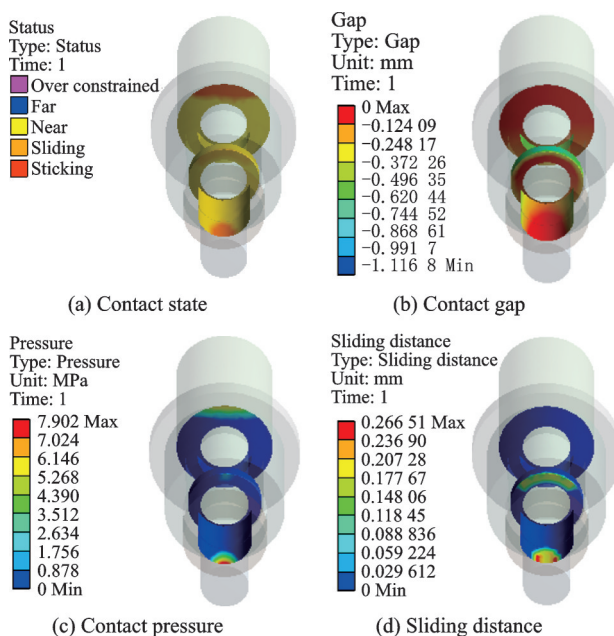 Status
Type: Status
Time: 1
Over constrained
Far
Near
Sliding
Sticking
(a) Contact state
Gap
Type: Gap
Unit: mm
Time: 1
0 Max
-0.124 09
-0.248 17
-0.372 26
-0.496 35
-0.620 44
-0.744 52
-0.868 61
-0.991 7
-1.116 8 Min
(b) Contact gap
Pressure
Type: Pressure
Unit: MPa
Time: 1
7.902 Max
7.024
6.146
5.268
4.390
3.512
2.634
1.756
0.878
0 Min
(c) Contact pressure
Sliding distance
Type: Sliding distance
Unit: mm
Time: 1
0.266 51 Max
0.236 90
0.207 28
0.177 67
0.148 06
0.118 45
0.088 836
0.059 224
0.029 612
0 Min
(d) Sliding distance